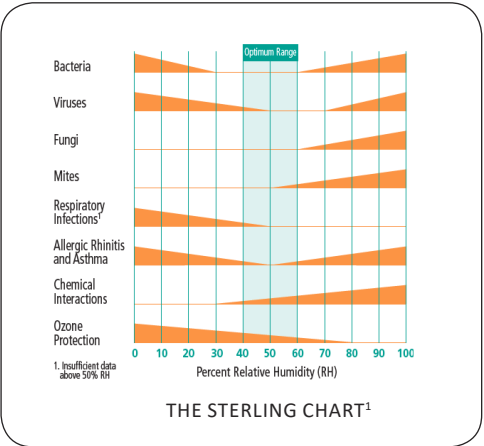 Optimum Range
Bacteria
Viruses
Fungi
Mites
Respiratory
Infections¹
Allergic Rhinitis
and Asthma
Chemical
Interactions
Ozone
Protection
0 10 20 30 40 50 60 70 80 90 100
1. Insufficient data
above 50% RH
Percent Relative Humidity (RH)
THE STERLING CHART¹